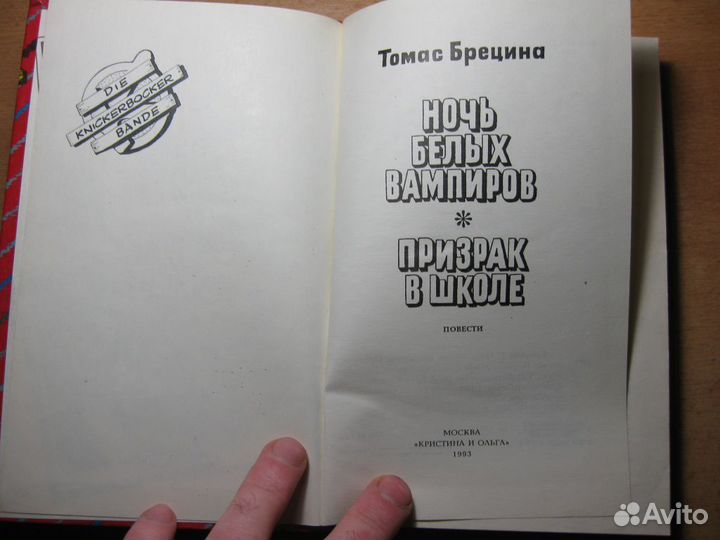 DIE
KNICKERBOCKER
BANDE
Томас Брецина
НОЧЬ
БЕЛЫХ
ВАМПИРОВ
*
ПРИЗРАК
В ШКОЛЕ
ПОВЕСТИ
МОСКВА
«КРИСТИНА И ОЛЬГА»
1993
Avito